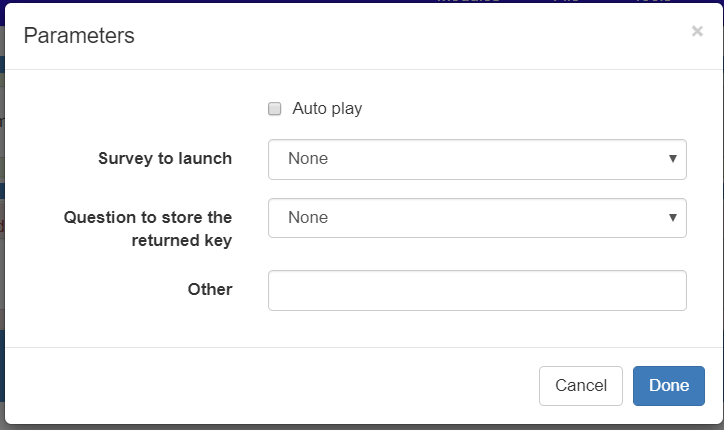 Parameters
×
Auto play
Survey to launch
None
Question to store the
returned key
None
Other
Cancel
Done